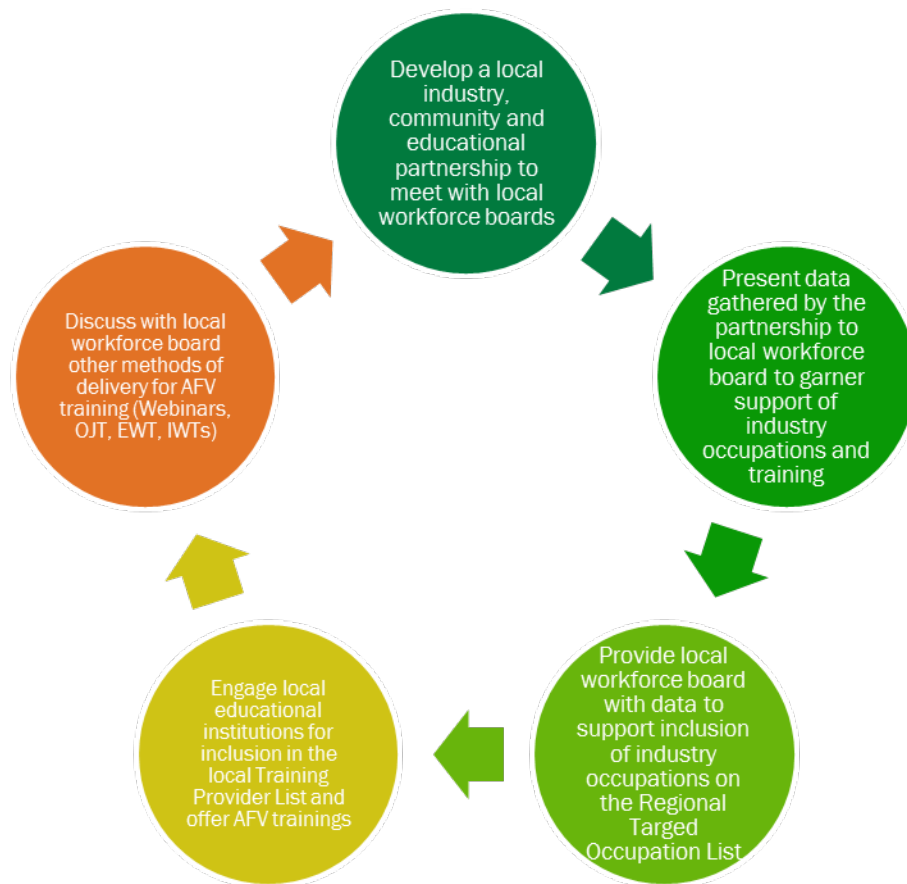 Develop a local
industry,
community and
educational
partnership to
meet with local
workforce boards
Present data
gathered by the
partnership to
local workforce
board to garner
support of
industry
occupations and
training
Provide local
workforce board
with data to
support inclusion
of industry
occupations on
the Regional
Targed
Occupation List
Engage local
educational
institutions for
inclusion in the
local Training
Provider List and
offer AFV trainings
Discuss with local
workforce board
other methods of
delivery for AFV
training (Webinars,
OJT, EWT, IWTs)